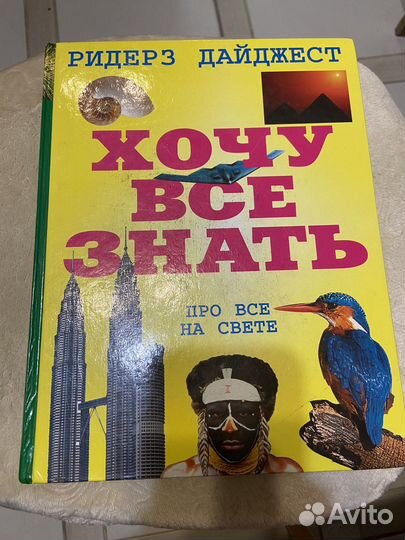 РИДЕРЗ ДАЙДЖЕСТ
ХОЧУ
ВСЕ
ЗНАТЬ
ПРО ВСЕ
НА СВЕТЕ
Avito